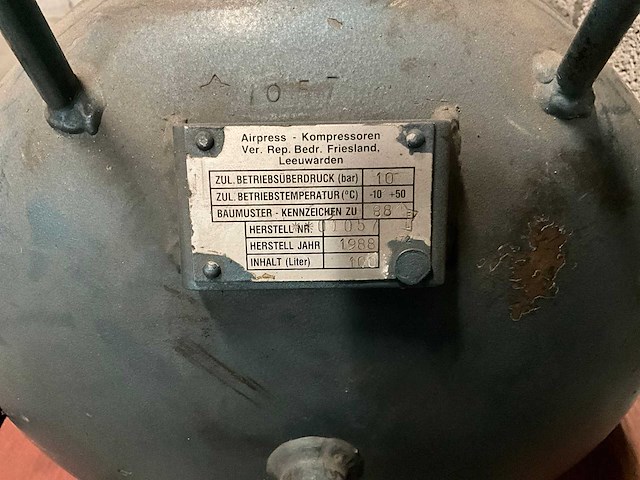 1057
Airpress - Kompressoren
Ver. Rep. Bedr. Friesland,
Leeuwarden
ZUL. BETRIEBSÜBERDRUCK (bar) 10
ZUL. BETRIEBSTEMPERATUR (°C) -10 +50
BAUMUSTER - KENNZEICHEN ZU 88
HERSTELL NR.
HERSTELL JAHR 1988
INHALT (Liter)